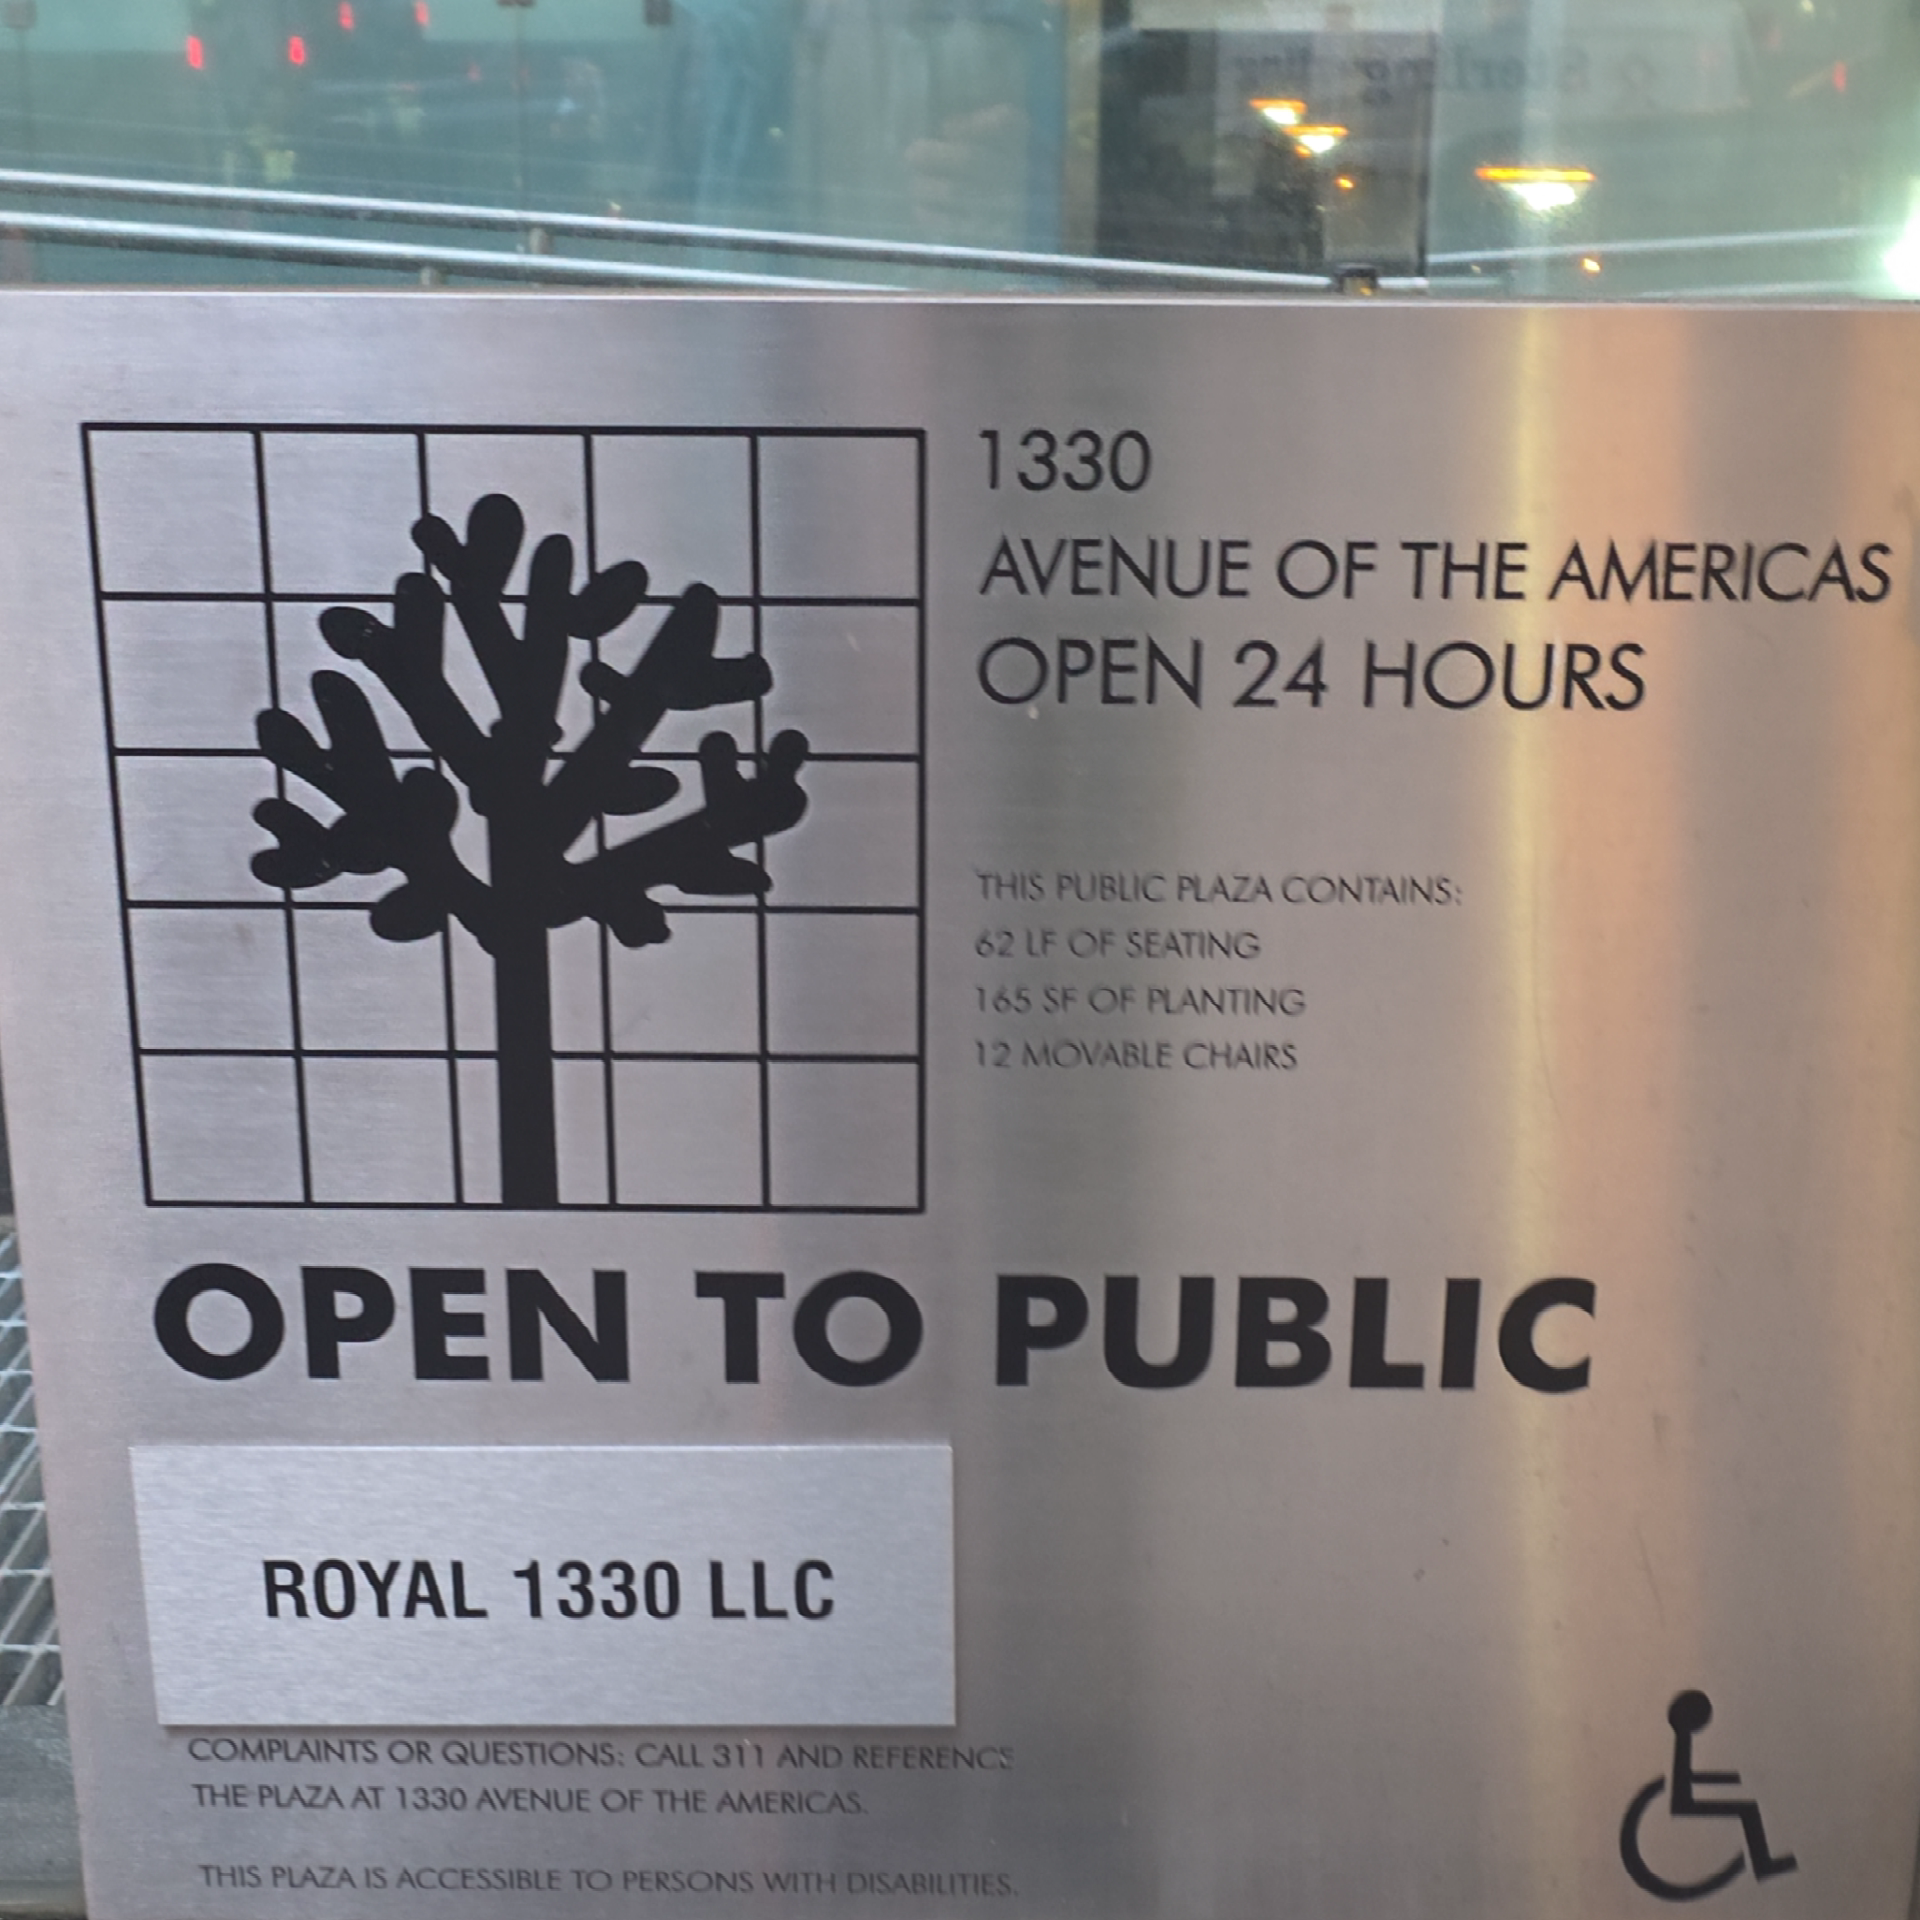 1330
AVENUE OF THE AMERICAS
OPEN 24 HOURS
THIS PUBLIC PLAZA CONTAINS:
62 LF OF SEATING
165 SF OF PLANTING
12 MOVABLE CHAIRS
OPEN TO PUBLIC
ROYAL 1330 LLC
COMPLAINTS OR QUESTIONS: CALL 311 AND REFERENCE
THE PLAZA AT 1330 AVENUE OF THE AMERICAS.
THIS PLAZA IS ACCESSIBLE TO PERSONS WITH DISABILITIES.